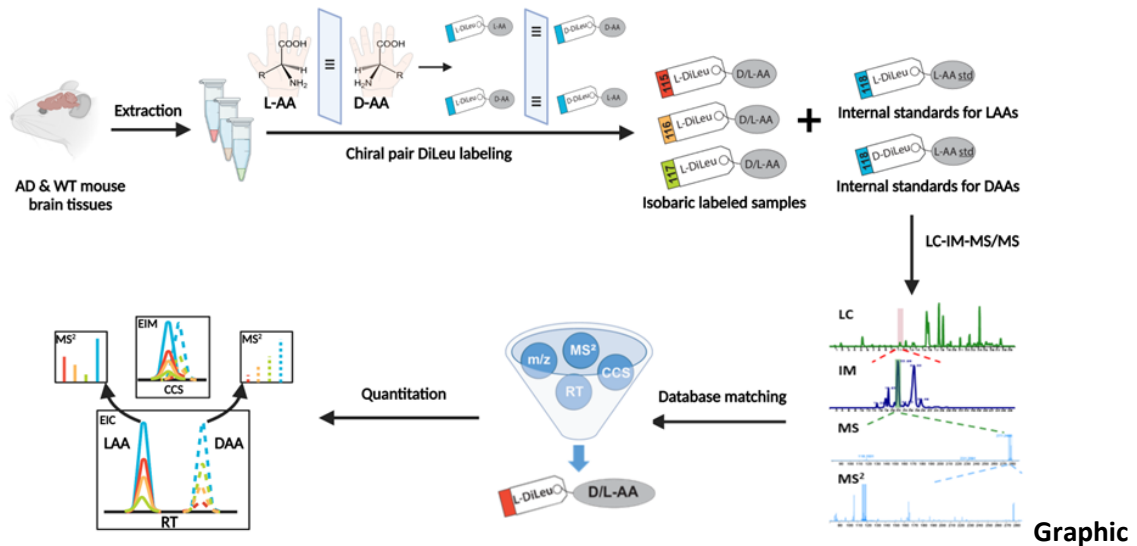 AD & WT mouse
brain tissues
Extraction
COOH
R
H
NH₂
L-AA
COOH
H
R
H₂N
D-AA
L-DiLeu L-AA
D-DiLeu D-AA
L-DiLeu D-AA
D-DiLeu L-AA
Chiral pair DiLeu labeling
115 L-DiLeu D/L-AA
116 L-DiLeu D/L-AA
117 L-DiLeu D/L-AA
Isobaric labeled samples
+
118 L-DiLeu L-AA std
Internal standards for LAAs
118 D-DiLeu L-AA std
Internal standards for DAAs
LC-IM-MS/MS
LC
IM
MS
MS²
Database matching
m/z
MS²
CCS
RT
L-DiLeu D/L-AA
Quantitation
MS²
EIM
CCS
MS²
EIC
LAA
DAA
RT
Graphic